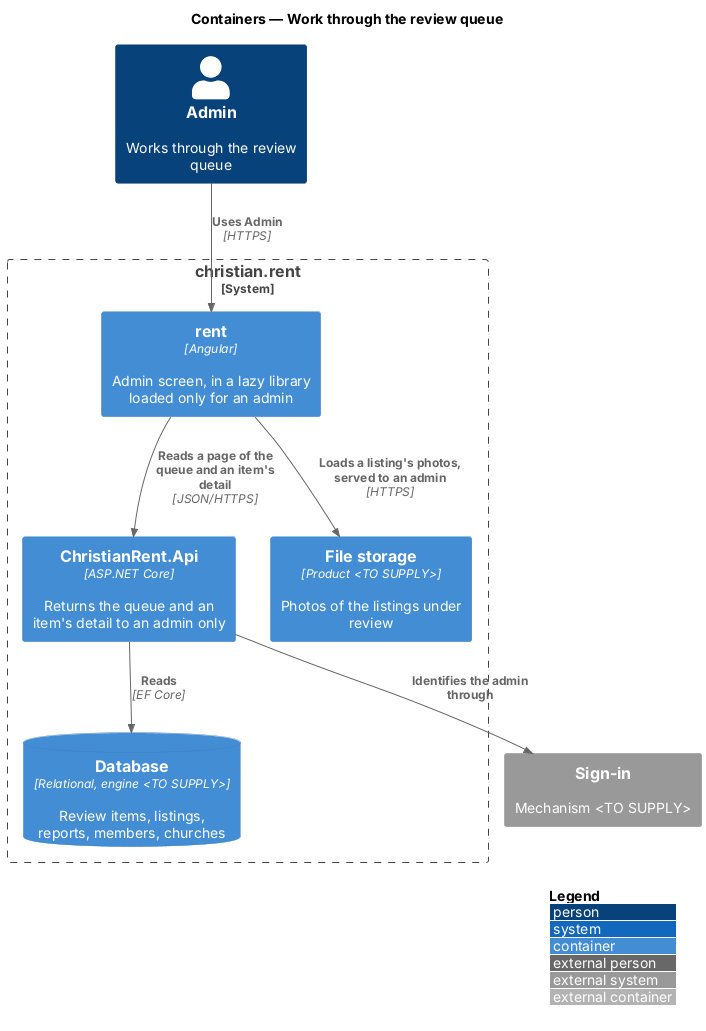 Containers — Work through the review queue
Admin
Works through the review
queue
Uses Admin
[HTTPS]
christian.rent
[System]
rent
[Angular]
Admin screen, in a lazy library
loaded only for an admin
Reads a page of the
queue and an item's
detail
[JSON/HTTPS]
Loads a listing's photos,
served to an admin
[HTTPS]
ChristianRent.Api
[ASP.NET Core]
Returns the queue and an
item's detail to an admin only
File storage
[Product <TO SUPPLY>]
Photos of the listings under
review
Reads
[EF Core]
Identifies the admin
through
Database
[Relational, engine <TO SUPPLY>]
Review items, listings,
reports, members, churches
Sign-in
Mechanism <TO SUPPLY>
Legend
person
system
container
external person
external system
external container